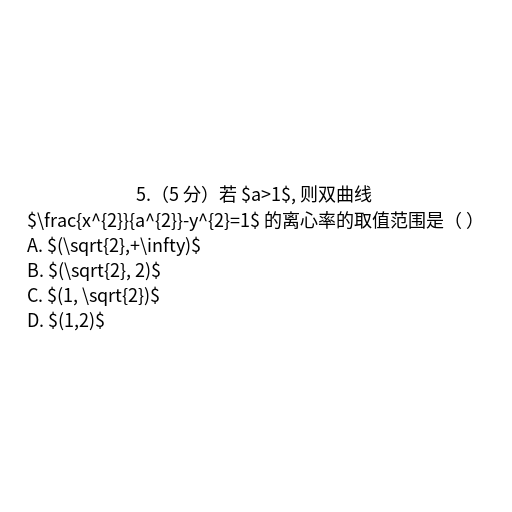 5.（5 分）若 $a>1$, 则双曲线
$\frac{x^{2}}{a^{2}}-y^{2}=1$ 的离心率的取值范围是（ ）
A. $(\sqrt{2},+\infty)$
B. $(\sqrt{2}, 2)$
C. $(1, \sqrt{2})$
D. $(1,2)$